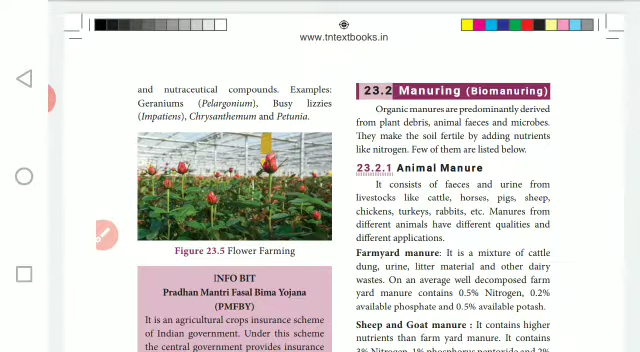 www.tntextbooks.in
and nutraceutical compounds. Examples:
Geraniums (Pelargonium), Busy lizzies
(Impatiens), Chrysanthemum and Petunia.
Figure 23.5 Flower Farming
INFO BIT
Pradhan Mantri Fasal Bima Yojana
(PMFBY)
It is an agricultural crops insurance scheme
of Indian government. Under this scheme
the central government provides insurance
23.2 Manuring (Biomanuring)
Organic manures are predominantly derived
from plant debris, animal faeces and microbes.
They make the soil fertile by adding nutrients
like nitrogen. Few of them are listed below.
23.2.1 Animal Manure
It consists of faeces and urine from
livestocks like cattle, horses, pigs, sheep,
chickens, turkeys, rabbits, etc. Manures from
different animals have different qualities and
different applications.
Farmyard manure: It is a mixture of cattle
dung, urine, litter material and other dairy
wastes. On an average well decomposed farm
yard manure contains 0.5% Nitrogen, 0.2%
available phosphate and 0.5% available potash.
Sheep and Goat manure : It contains higher
nutrients than farm yard manure. It contains
3% Nitrogen, 1% phosphorus pentoxide and 2%